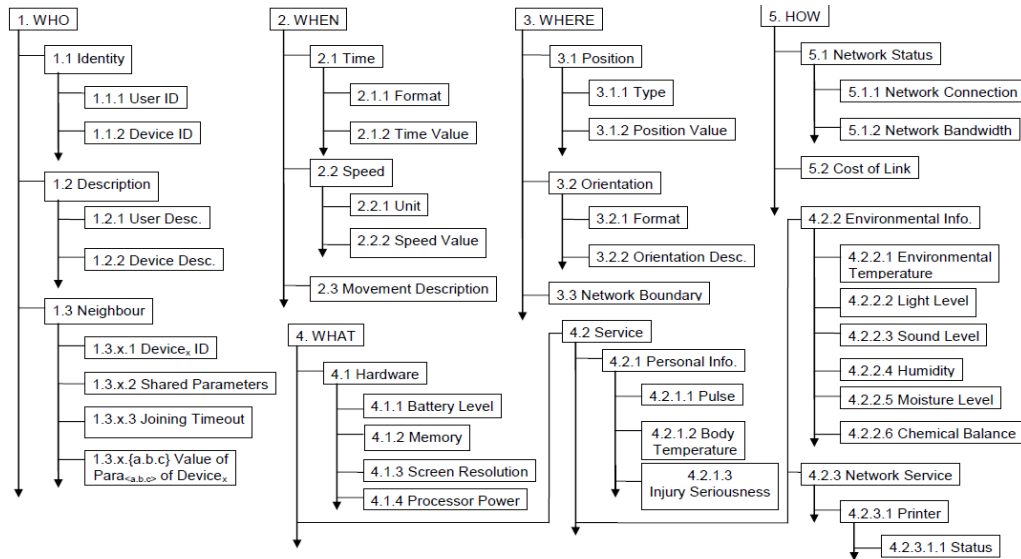 1. WHO
1.1 Identity
1.1.1 User ID
1.1.2 Device ID
1.2 Description
1.2.1 User Desc.
1.2.2 Device Desc.
1.3 Neighbour
1.3.x.1 Deviceₓ ID
1.3.x.2 Shared Parameters
1.3.x.3 Joining Timeout
1.3.x.{a.b.c} Value of
Para<a.b.c> of Deviceₓ
2. WHEN
2.1 Time
2.1.1 Format
2.1.2 Time Value
2.2 Speed
2.2.1 Unit
2.2.2 Speed Value
2.3 Movement Description
3. WHERE
3.1 Position
3.1.1 Type
3.1.2 Position Value
3.2 Orientation
3.2.1 Format
3.2.2 Orientation Desc.
3.3 Network Boundary
4. WHAT
4.1 Hardware
4.1.1 Battery Level
4.1.2 Memory
4.1.3 Screen Resolution
4.1.4 Processor Power
4.2 Service
4.2.1 Personal Info.
4.2.1.1 Pulse
4.2.1.2 Body
Temperature
4.2.1.3
Injury Seriousness
4.2.2 Environmental Info.
4.2.2.1 Environmental
Temperature
4.2.2.2 Light Level
4.2.2.3 Sound Level
4.2.2.4 Humidity
4.2.2.5 Moisture Level
4.2.2.6 Chemical Balance
4.2.3 Network Service
4.2.3.1 Printer
4.2.3.1.1 Status
5. HOW
5.1 Network Status
5.1.1 Network Connection
5.1.2 Network Bandwidth
5.2 Cost of Link